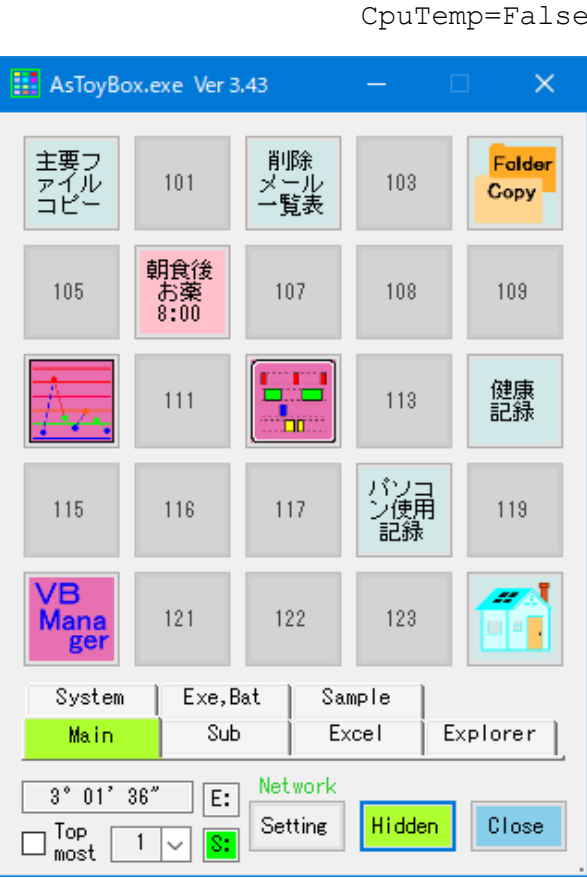 CpuTemp=False
AsToyBox.exe Ver 3.43
主要フ
ァイル
コピー
101
削除
メール
一覧表
103
Folder
Copy
105
朝食後
お薬
8:00
107
108
109
111
113
健康
記録
115
116
117
パソコ
ン使用
記録
119
VB
Mana
ger
121
122
123
System
Exe,Bat
Sample
Main
Sub
Excel
Explorer
3° 01’ 36”
E:
Network
Setting
Hidden
Close
Top
most
1
S: